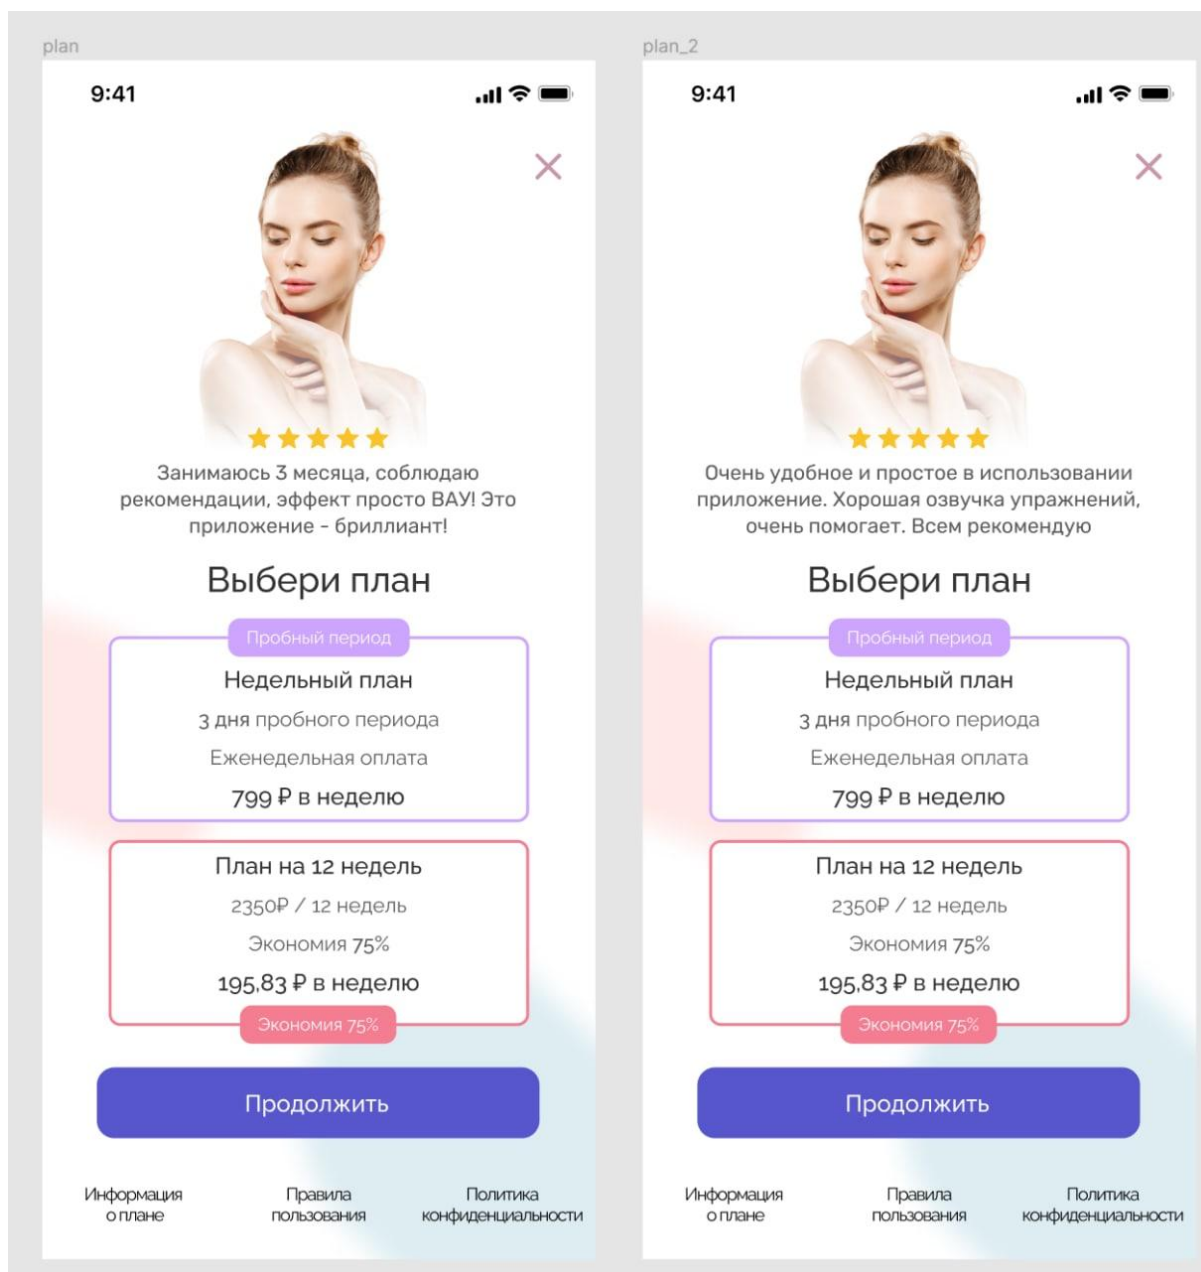 plan
9:41
Занимаюсь 3 месяца, соблюдаю
рекомендации, эффект просто ВАУ! Это
приложение - бриллиант!
Выбери план
Пробный период
Недельный план
3 дня пробного периода
Еженедельная оплата
799 ₽ в неделю
План на 12 недель
2350₽ / 12 недель
Экономия 75%
195,83 ₽ в неделю
Экономия 75%
Продолжить
Информация
о плане
Правила
пользования
Политика
конфиденциальности
plan_2
9:41
Очень удобное и простое в использовании
приложение. Хорошая озвучка упражнений,
очень помогает. Всем рекомендую
Выбери план
Пробный период
Недельный план
3 дня пробного периода
Еженедельная оплата
799 ₽ в неделю
План на 12 недель
2350₽ / 12 недель
Экономия 75%
195,83 ₽ в неделю
Экономия 75%
Продолжить
Информация
о плане
Правила
пользования
Политика
конфиденциальности